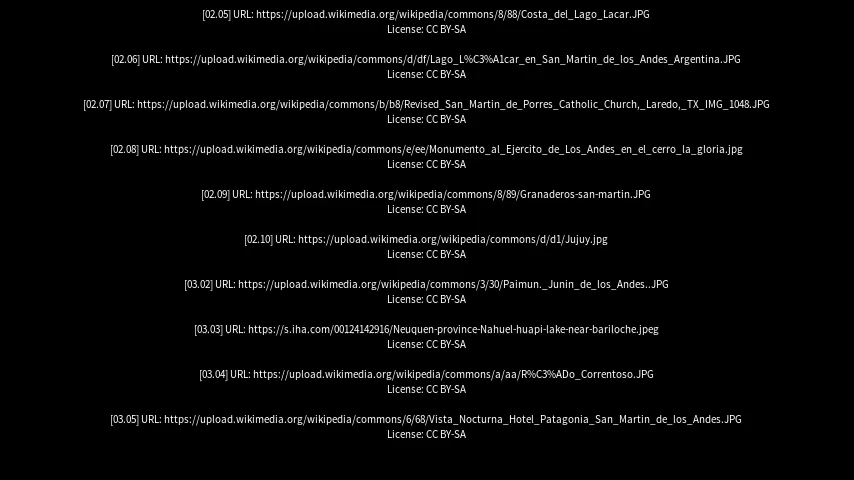 [02.05] URL: https://upload.wikimedia.org/wikipedia/commons/8/88/Costa_del_Lago_Lacar.JPG
License: CC BY-SA
[02.06] URL: https://upload.wikimedia.org/wikipedia/commons/d/df/Lago_L%C3%A1car_en_San_Martin_de_los_Andes_Argentina.JPG
License: CC BY-SA
[02.07] URL: https://upload.wikimedia.org/wikipedia/commons/b/b8/Revised_San_Martin_de_Porres_Catholic_Church,_Laredo,_TX_IMG_1048.JPG
License: CC BY-SA
[02.08] URL: https://upload.wikimedia.org/wikipedia/commons/e/ee/Monumento_al_Ejercito_de_Los_Andes_en_el_cerro_la_gloria.jpg
License: CC BY-SA
[02.09] URL: https://upload.wikimedia.org/wikipedia/commons/8/89/Granaderos-san-martin.JPG
License: CC BY-SA
[02.10] URL: https://upload.wikimedia.org/wikipedia/commons/d/d1/Jujuy.jpg
License: CC BY-SA
[03.02] URL: https://upload.wikimedia.org/wikipedia/commons/3/30/Paimun._Junin_de_los_Andes..JPG
License: CC BY-SA
[03.03] URL: https://s.iha.com/00124142916/Neuquen-province-Nahuel-huapi-lake-near-bariloche.jpeg
License: CC BY-SA
[03.04] URL: https://upload.wikimedia.org/wikipedia/commons/a/aa/R%C3%ADo_Correntoso.JPG
License: CC BY-SA
[03.05] URL: https://upload.wikimedia.org/wikipedia/commons/6/68/Vista_Nocturna_Hotel_Patagonia_San_Martin_de_los_Andes.JPG
License: CC BY-SA